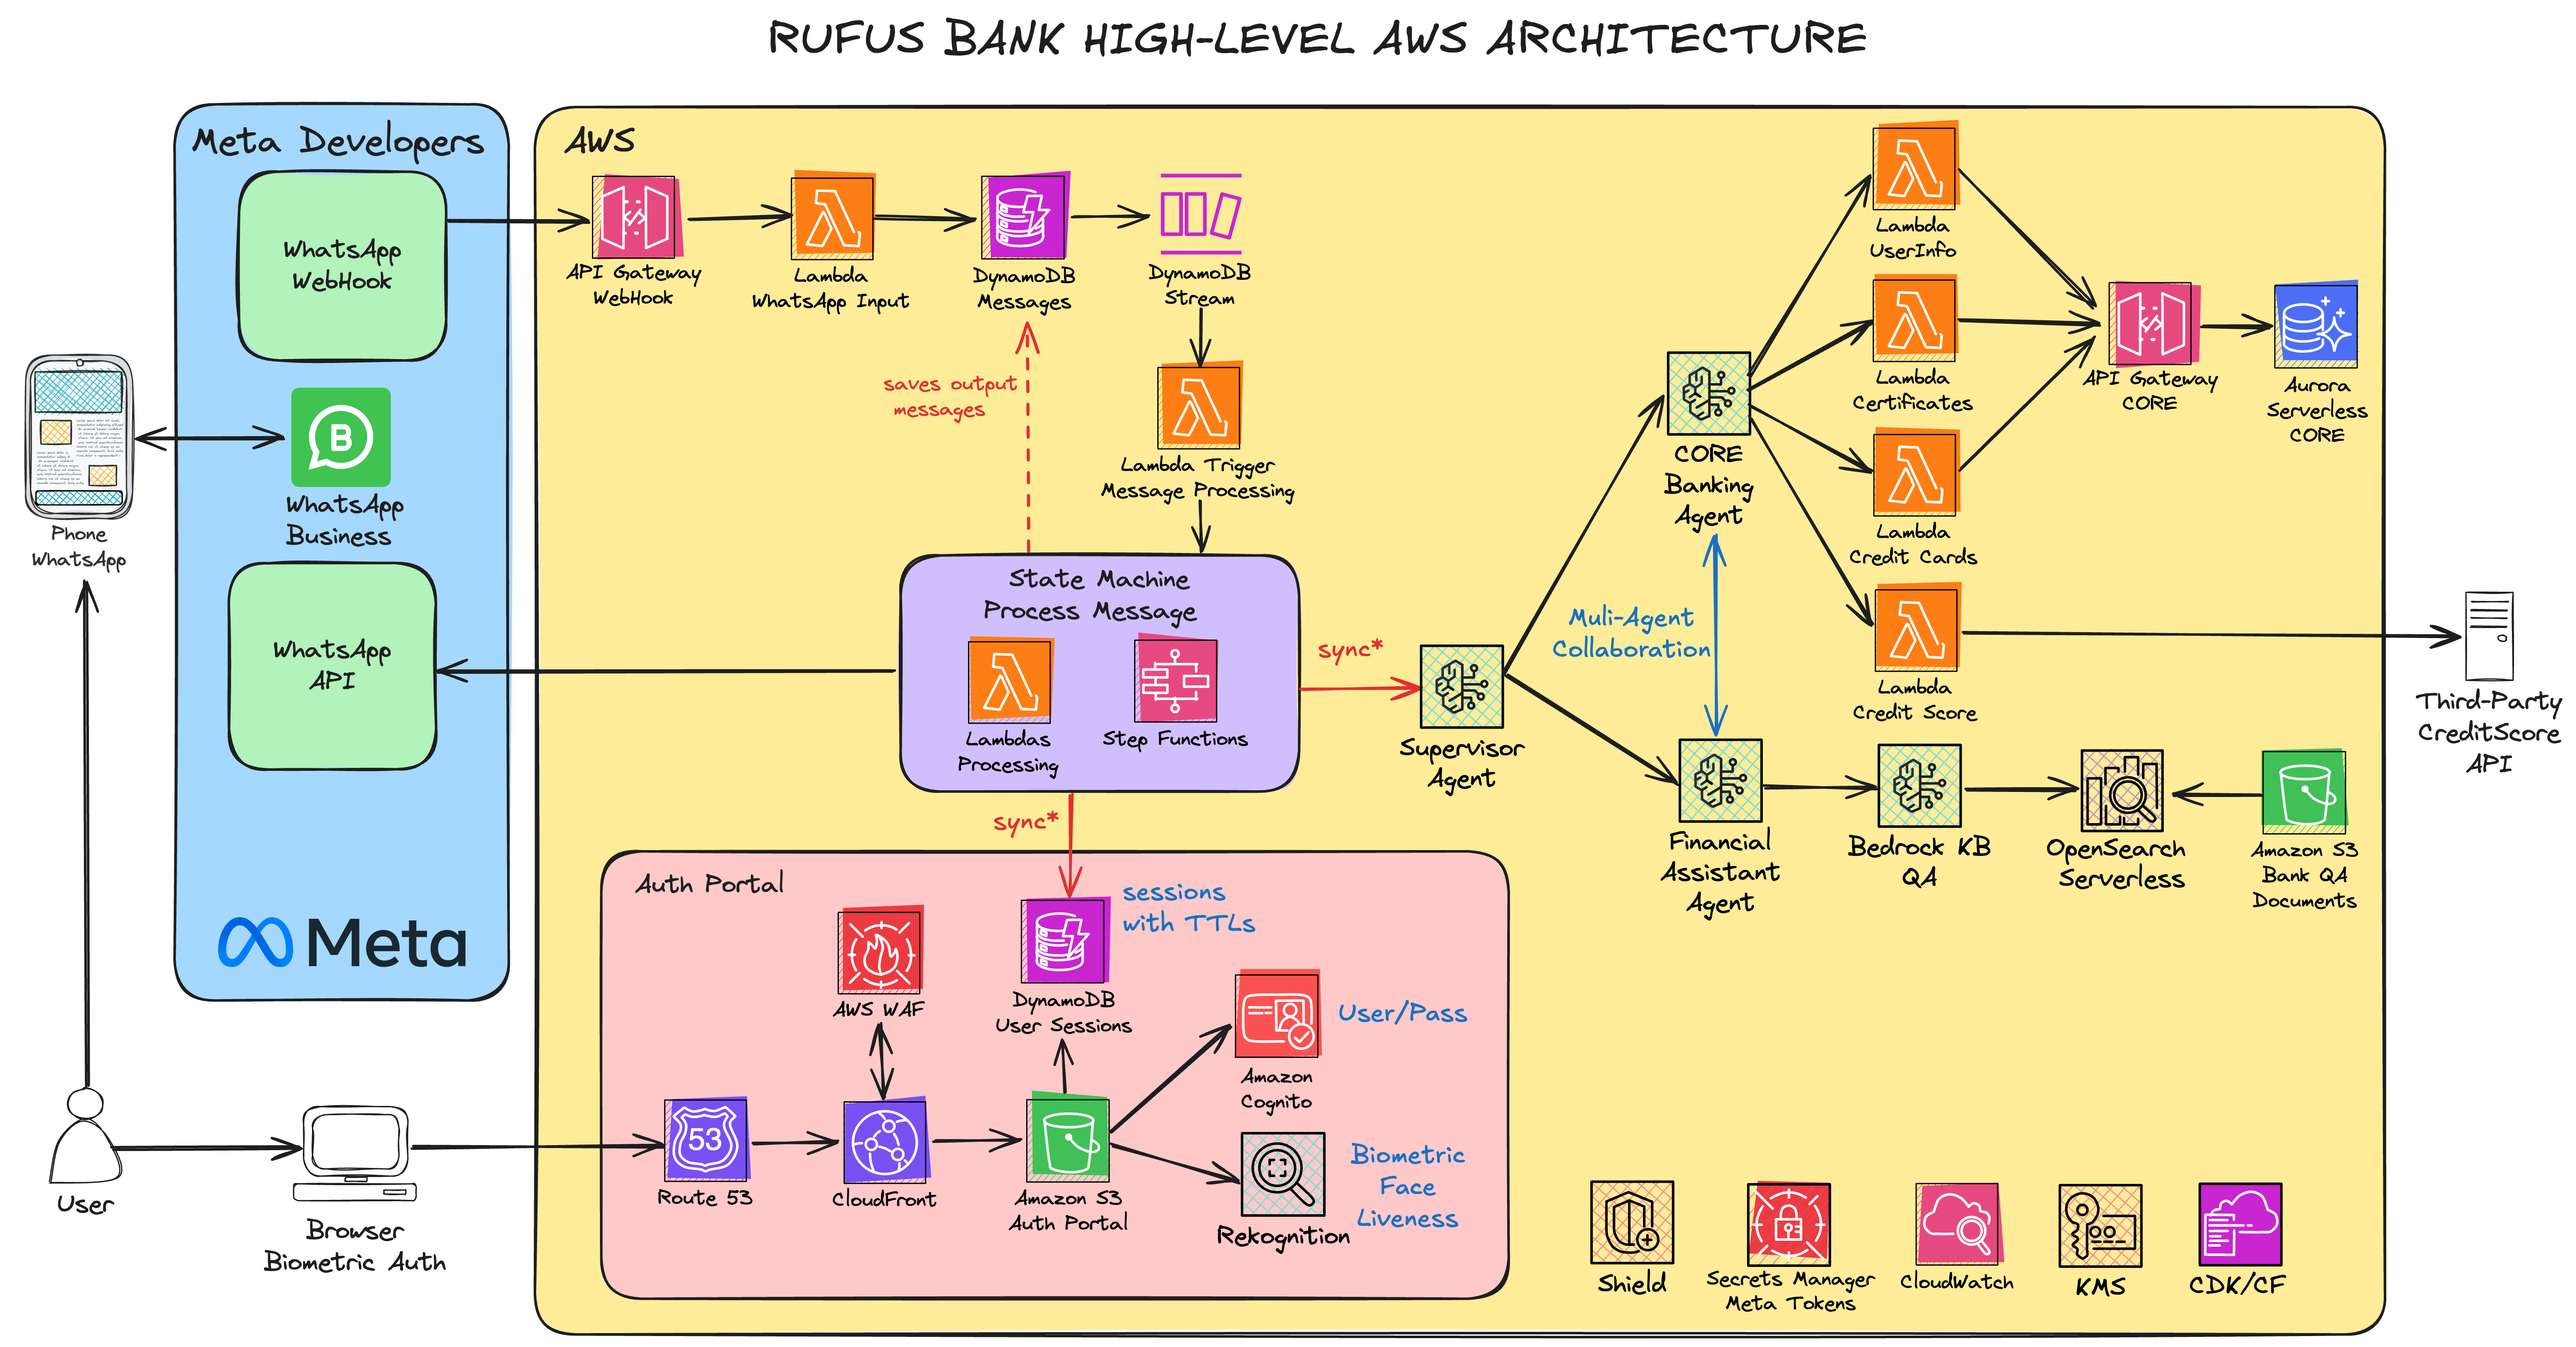 RUFUS BANK HIGH-LEVEL AWS ARCHITECTURE
Meta Developers
WhatsApp
WebHook
WhatsApp
Business
WhatsApp
API
Meta
Phone
WhatsApp
User
Browser
Biometric Auth
AWS
API Gateway
WebHook
Lambda
WhatsApp Input
DynamoDB
Messages
DynamoDB
Stream
saves output
messages
Lambda Trigger
Message Processing
State Machine
Process Message
Lambdas
Processing
Step Functions
sync*
sync*
Supervisor
Agent
CORE
Banking
Agent
Muli-Agent
Collaboration
Financial
Assistant
Agent
Lambda
UserInfo
Lambda
Certificates
Lambda
Credit Cards
Lambda
Credit Score
API Gateway
CORE
Aurora
Serverless
CORE
Third-Party
CreditScore
API
Bedrock KB
QA
OpenSearch
Serverless
Amazon S3
Bank QA
Documents
Auth Portal
AWS WAF
DynamoDB
User Sessions
sessions
with TTLs
Amazon
Cognito
User/Pass
53
Route 53
CloudFront
Amazon S3
Auth Portal
Rekognition
Biometric
Face
Liveness
Shield
Secrets Manager
Meta Tokens
CloudWatch
KMS
CDK/CF